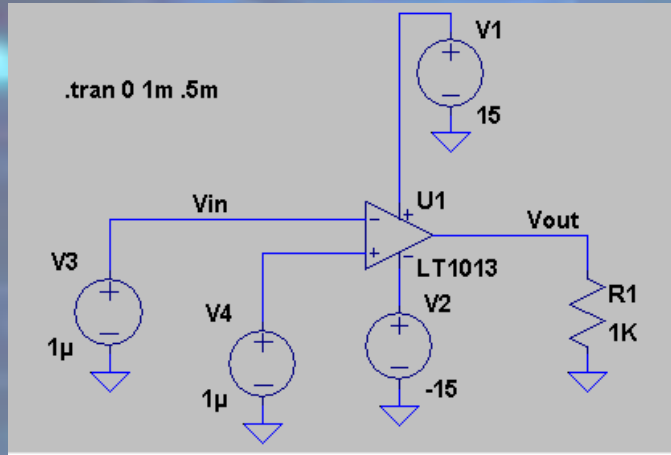 V1
.tran 0 1m .5m
15
Vin
U1
Vout
V3
LT1013
V4
V2
R1
1K
1µ
1µ
-15